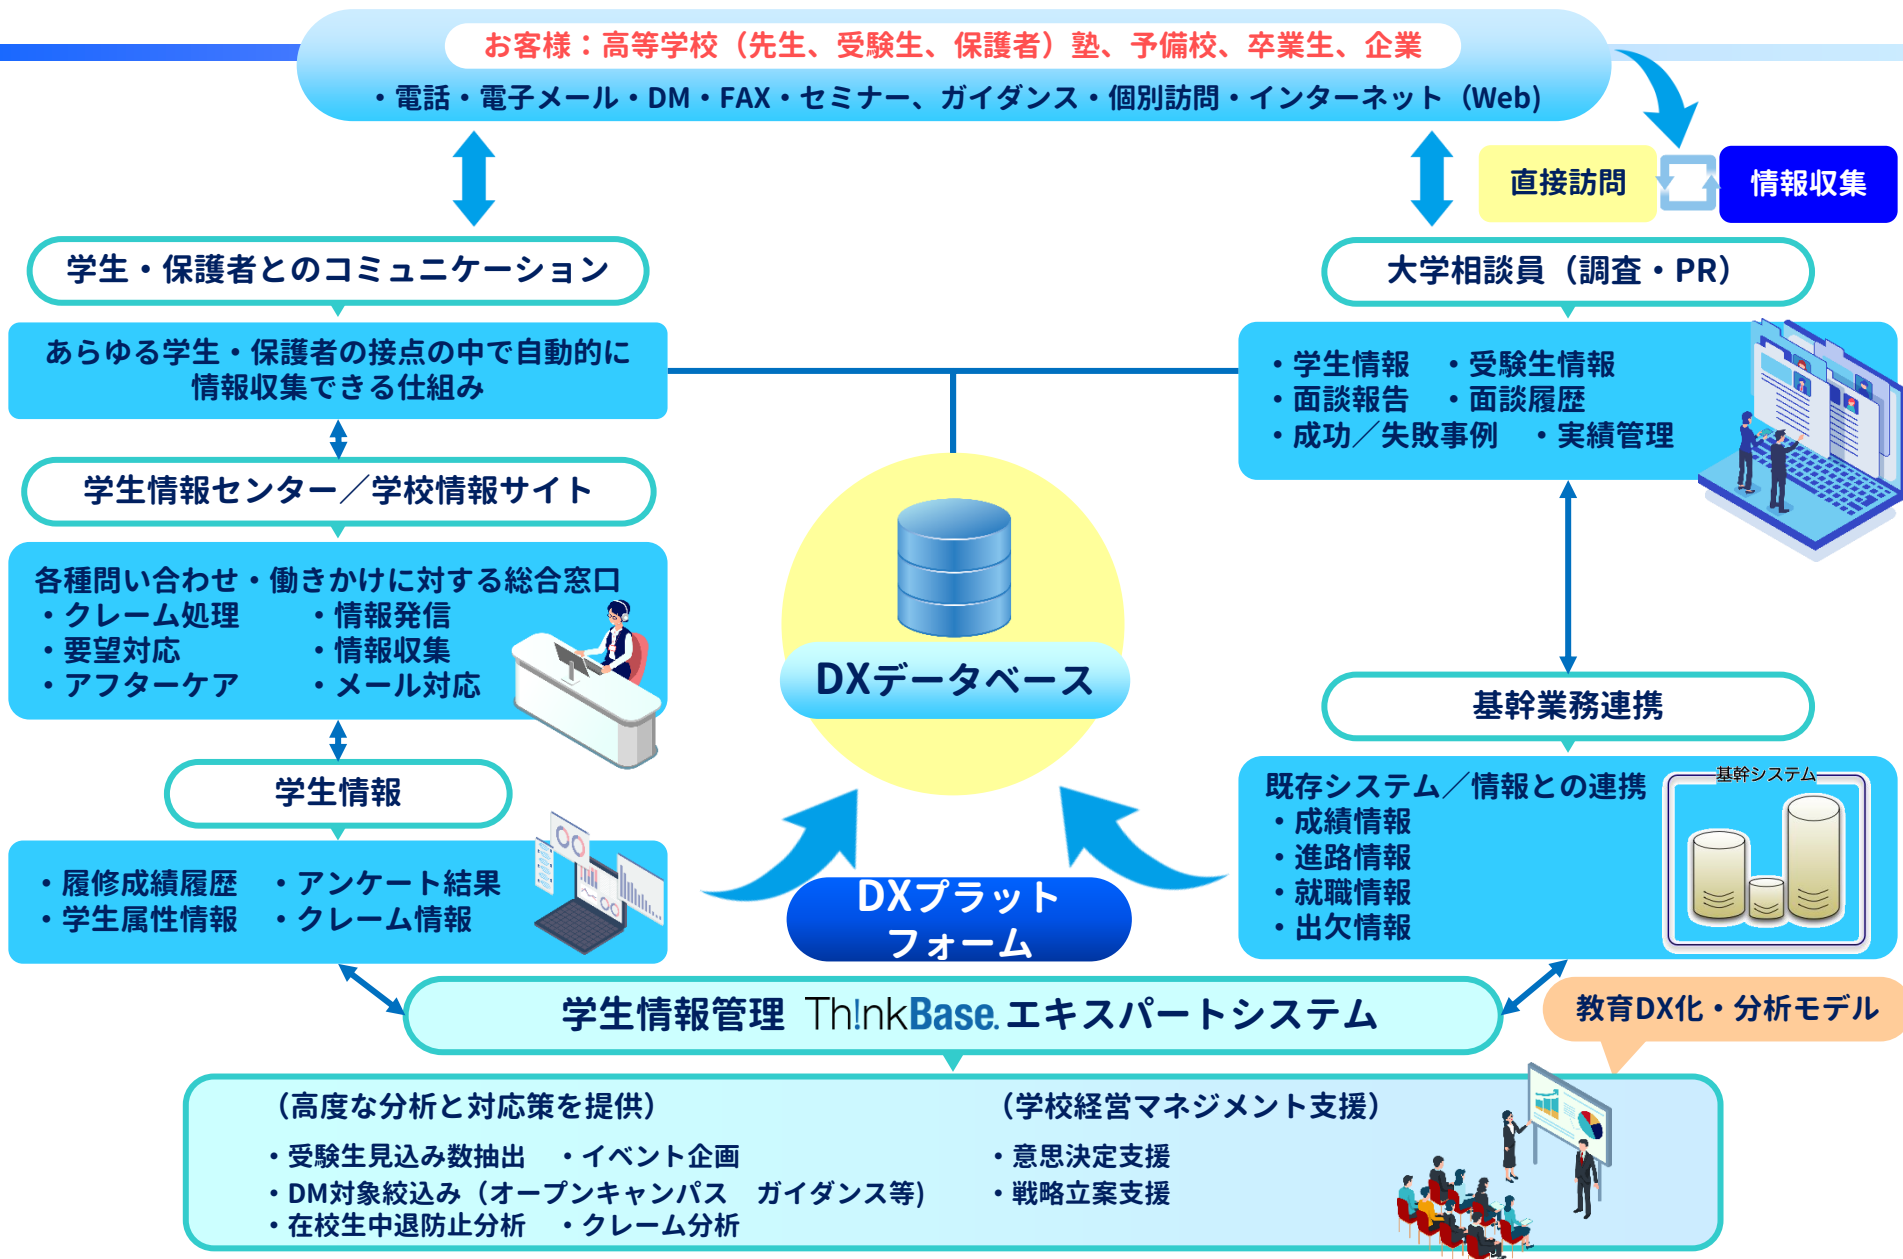 お客様：高等学校（先生、受験生、保護者）塾、予備校、卒業生、企業
・電話・電子メール・DM・FAX・セミナー、ガイダンス・個別訪問・インターネット（Web)
直接訪問
情報収集
学生・保護者とのコミュニケーション
あらゆる学生・保護者の接点の中で自動的に
情報収集できる仕組み
学生情報センター／学校情報サイト
各種問い合わせ・働きかけに対する総合窓口
・クレーム処理　・情報発信
・要望対応　・情報収集
・アフターケア　・メール対応
学生情報
・履修成績履歴　・アンケート結果
・学生属性情報　・クレーム情報
DXデータベース
DXプラット
フォーム
大学相談員（調査・PR）
・学生情報　・受験生情報
・面談報告　・面談履歴
・成功／失敗事例　・実績管理
基幹業務連携
既存システム／情報との連携
・成績情報
・進路情報
・就職情報
・出欠情報
基幹システム
学生情報管理 Th!nkBase. エキスパートシステム
教育DX化・分析モデル
（高度な分析と対応策を提供）
・受験生見込み数抽出　・イベント企画
・DM対象絞込み（オープンキャンパス　ガイダンス等)
・在校生中退防止分析　・クレーム分析
（学校経営マネジメント支援）
・意思決定支援
・戦略立案支援